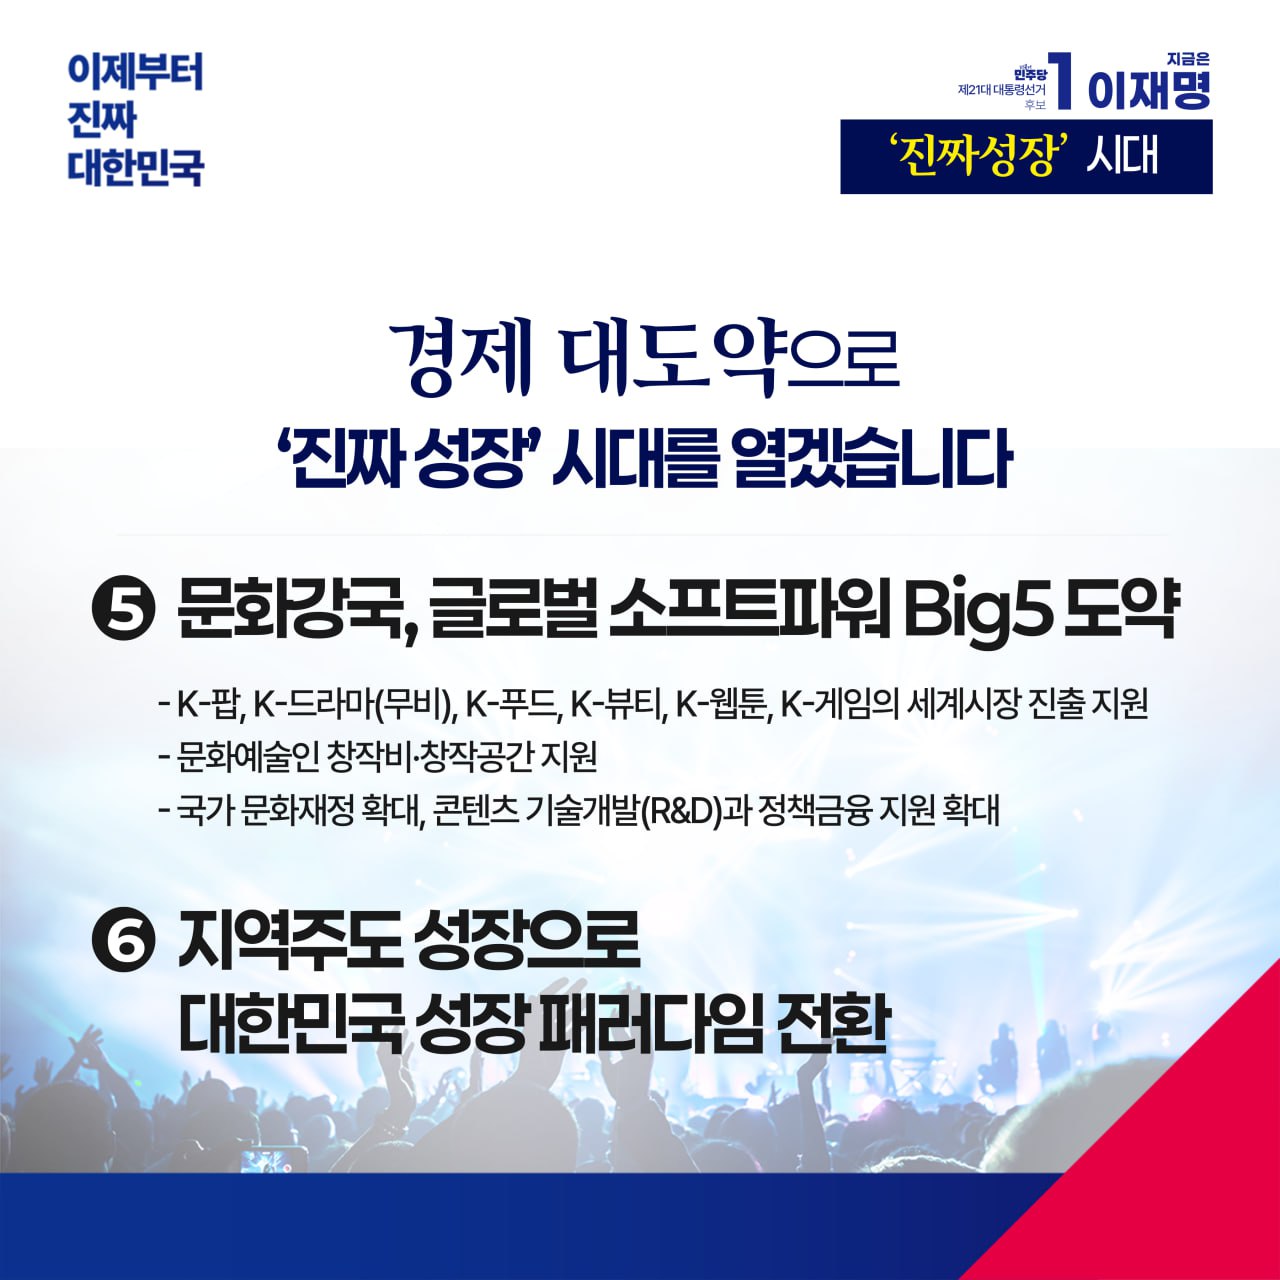 이제부터
진짜
대한민국
지금은
민주당
제21대 대통령선거
후보
1 이재명
‘진짜성장’ 시대
경제 대도약으로
‘진짜 성장’ 시대를 열겠습니다
5 문화강국, 글로벌 소프트파워 Big5 도약
- K-팝, K-드라마(무비), K-푸드, K-뷰티, K-웹툰, K-게임의 세계시장 진출 지원
- 문화예술인 창작비·창작공간 지원
- 국가 문화재정 확대, 콘텐츠 기술개발(R&D)과 정책금융 지원 확대
6 지역주도 성장으로
대한민국 성장 패러다임 전환